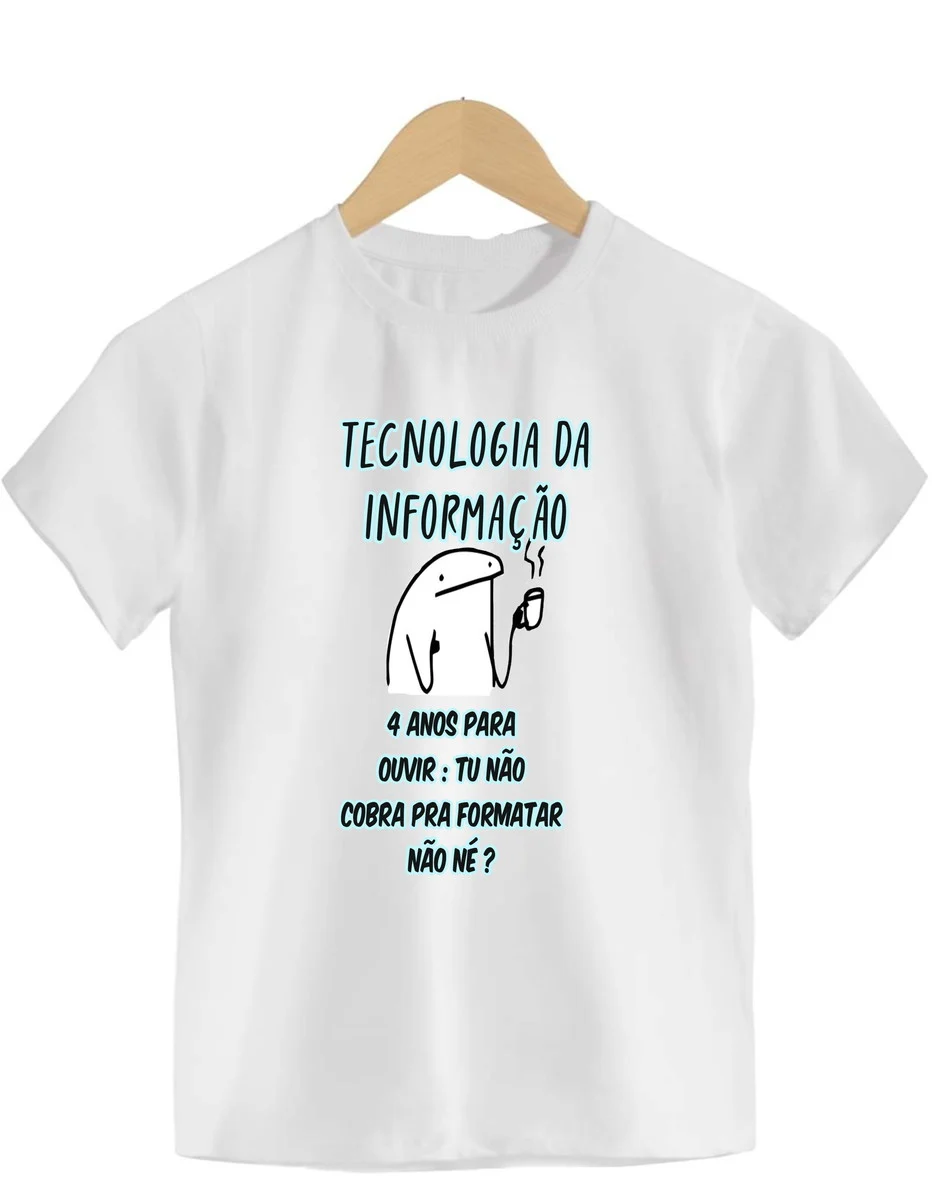 TECNOLOGIA DA
INFORMAÇÃO
4 ANOS PARA
OUVIR : TU NÃO
COBRA PRA FORMATAR
NÃO NÉ ?